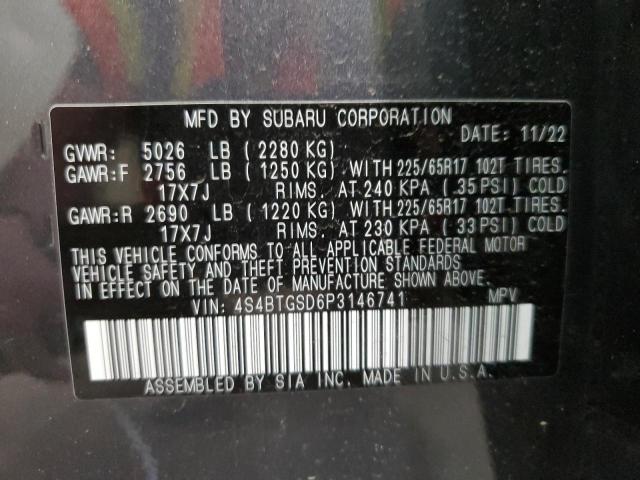 MFD BY SUBARU CORPORATION
DATE: 11/22
GVWR: 5026 LB (2280 KG)
GAWR:F 2756 LB (1250 KG) WITH 225/65R17 102T TIRES.
17X7J RIMS. AT 240 KPA (.35 PSI) COLD
GAWR:R 2690 LB (1220 KG) WITH 225/65R17 102T TIRES.
17X7J RIMS. AT 230 KPA (.33 PSI) COLD
THIS VEHICLE CONFORMS TO ALL APPLICABLE FEDERAL MOTOR
VEHICLE SAFETY AND THEFT PREVENTION STANDARDS
IN EFFECT ON THE DATE OF MANUFACTURE SHOWN ABOVE.
VIN: 4S4BTGSD6P3146741 MPV
ASSEMBLED BY SIA INC. MADE IN U.S.A.